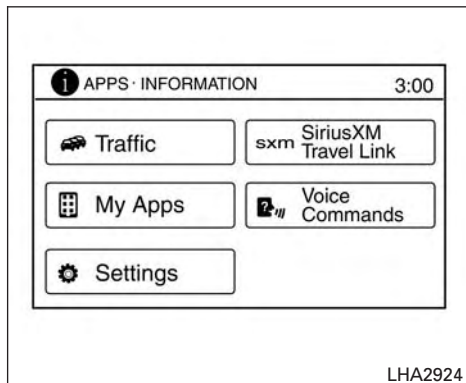 i APPS · INFORMATION 3:00
Traffic
sxm SiriusXM
Travel Link
My Apps
? Voice
Commands
Settings
LHA2924